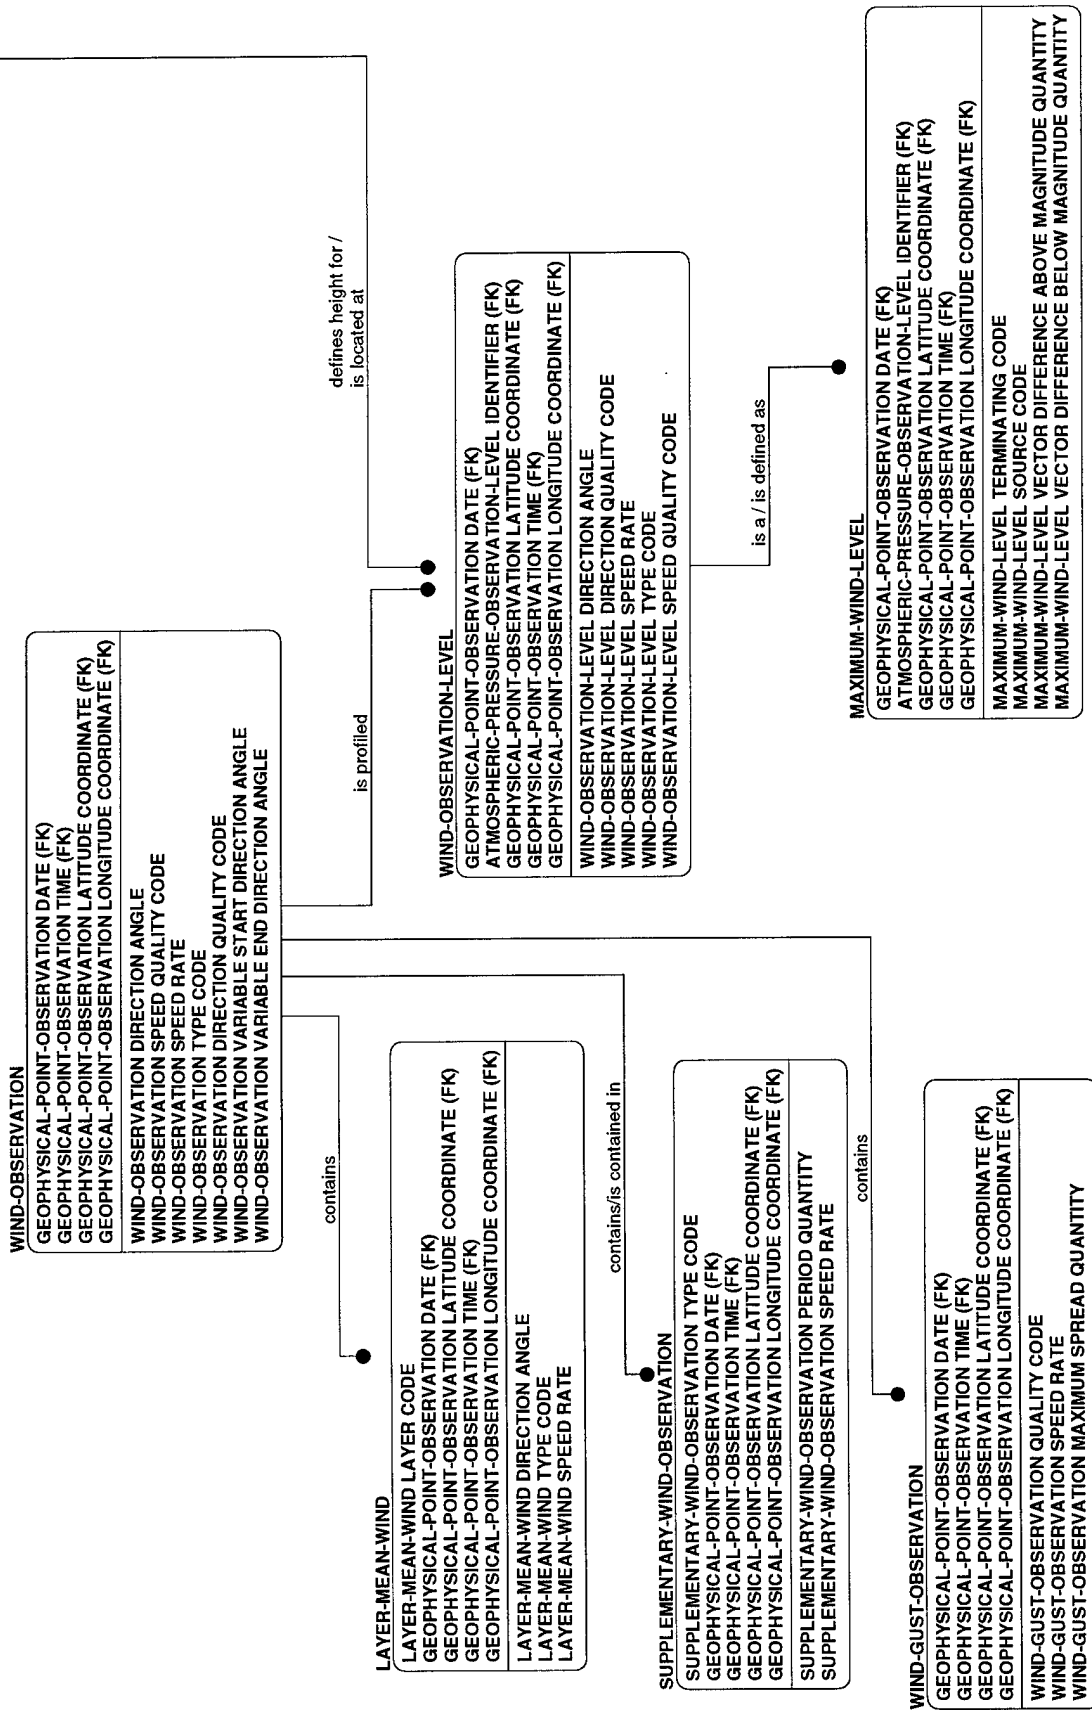 WIND-OBSERVATION
GEOPHYSICAL-POINT-OBSERVATION DATE (FK)
GEOPHYSICAL-POINT-OBSERVATION TIME (FK)
GEOPHYSICAL-POINT-OBSERVATION LATITUDE COORDINATE (FK)
GEOPHYSICAL-POINT-OBSERVATION LONGITUDE COORDINATE (FK)
WIND-OBSERVATION DIRECTION ANGLE
WIND-OBSERVATION SPEED QUALITY CODE
WIND-OBSERVATION SPEED RATE
WIND-OBSERVATION TYPE CODE
WIND-OBSERVATION DIRECTION QUALITY CODE
WIND-OBSERVATION VARIABLE START DIRECTION ANGLE
WIND-OBSERVATION VARIABLE END DIRECTION ANGLE
contains
is profiled
defines height for /
is located at
LAYER-MEAN-WIND
LAYER-MEAN-WIND LAYER CODE
GEOPHYSICAL-POINT-OBSERVATION DATE (FK)
GEOPHYSICAL-POINT-OBSERVATION LATITUDE COORDINATE (FK)
GEOPHYSICAL-POINT-OBSERVATION TIME (FK)
GEOPHYSICAL-POINT-OBSERVATION LONGITUDE COORDINATE (FK)
LAYER-MEAN-WIND DIRECTION ANGLE
LAYER-MEAN-WIND TYPE CODE
LAYER-MEAN-WIND SPEED RATE
WIND-OBSERVATION-LEVEL
GEOPHYSICAL-POINT-OBSERVATION DATE (FK)
ATMOSPHERIC-PRESSURE-OBSERVATION-LEVEL IDENTIFIER (FK)
GEOPHYSICAL-POINT-OBSERVATION LATITUDE COORDINATE (FK)
GEOPHYSICAL-POINT-OBSERVATION TIME (FK)
GEOPHYSICAL-POINT-OBSERVATION LONGITUDE COORDINATE (FK)
WIND-OBSERVATION-LEVEL DIRECTION ANGLE
WIND-OBSERVATION-LEVEL DIRECTION QUALITY CODE
WIND-OBSERVATION-LEVEL SPEED RATE
WIND-OBSERVATION-LEVEL TYPE CODE
WIND-OBSERVATION-LEVEL SPEED QUALITY CODE
contains/is contained in
SUPPLEMENTARY-WIND-OBSERVATION
SUPPLEMENTARY-WIND-OBSERVATION TYPE CODE
GEOPHYSICAL-POINT-OBSERVATION DATE (FK)
GEOPHYSICAL-POINT-OBSERVATION TIME (FK)
GEOPHYSICAL-POINT-OBSERVATION LATITUDE COORDINATE (FK)
GEOPHYSICAL-POINT-OBSERVATION LONGITUDE COORDINATE (FK)
SUPPLEMENTARY-WIND-OBSERVATION PERIOD QUANTITY
SUPPLEMENTARY-WIND-OBSERVATION SPEED RATE
is a / is defined as
contains
WIND-GUST-OBSERVATION
GEOPHYSICAL-POINT-OBSERVATION DATE (FK)
GEOPHYSICAL-POINT-OBSERVATION TIME (FK)
GEOPHYSICAL-POINT-OBSERVATION LATITUDE COORDINATE (FK)
GEOPHYSICAL-POINT-OBSERVATION LONGITUDE COORDINATE (FK)
WIND-GUST-OBSERVATION QUALITY CODE
WIND-GUST-OBSERVATION SPEED RATE
WIND-GUST-OBSERVATION MAXIMUM SPREAD QUANTITY
MAXIMUM-WIND-LEVEL
GEOPHYSICAL-POINT-OBSERVATION DATE (FK)
ATMOSPHERIC-PRESSURE-OBSERVATION-LEVEL IDENTIFIER (FK)
GEOPHYSICAL-POINT-OBSERVATION LATITUDE COORDINATE (FK)
GEOPHYSICAL-POINT-OBSERVATION TIME (FK)
GEOPHYSICAL-POINT-OBSERVATION LONGITUDE COORDINATE (FK)
MAXIMUM-WIND-LEVEL TERMINATING CODE
MAXIMUM-WIND-LEVEL SOURCE CODE
MAXIMUM-WIND-LEVEL VECTOR DIFFERENCE ABOVE MAGNITUDE QUANTITY
MAXIMUM-WIND-LEVEL VECTOR DIFFERENCE BELOW MAGNITUDE QUANTITY